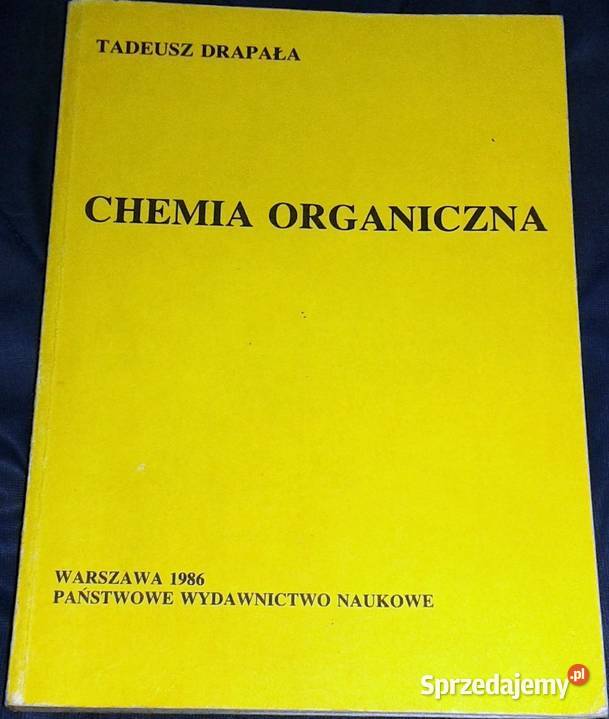 TADEUSZ DRAPAŁA
CHEMIA ORGANICZNA
WARSZAWA 1986
PAŃSTWOWE WYDAWNICTWO NAUKOWE
Sprzedajemy.pl